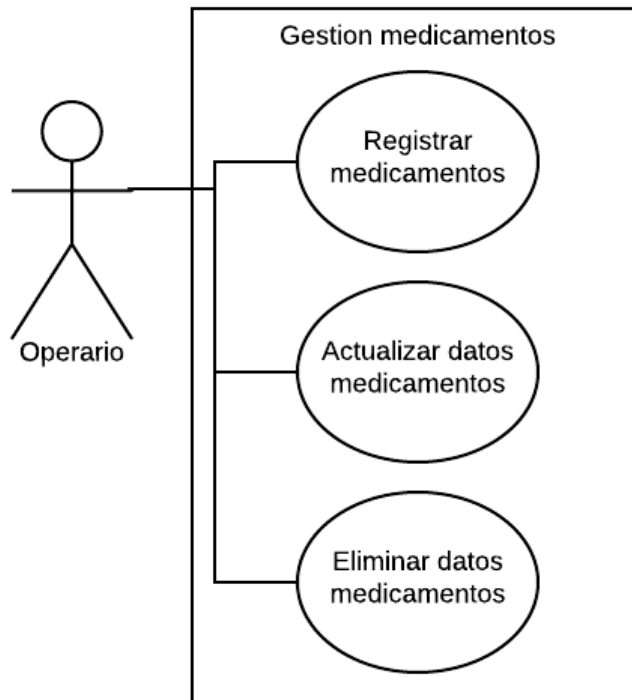 Gestion medicamentos
Registrar
medicamentos
Operario
Actualizar datos
medicamentos
Eliminar datos
medicamentos